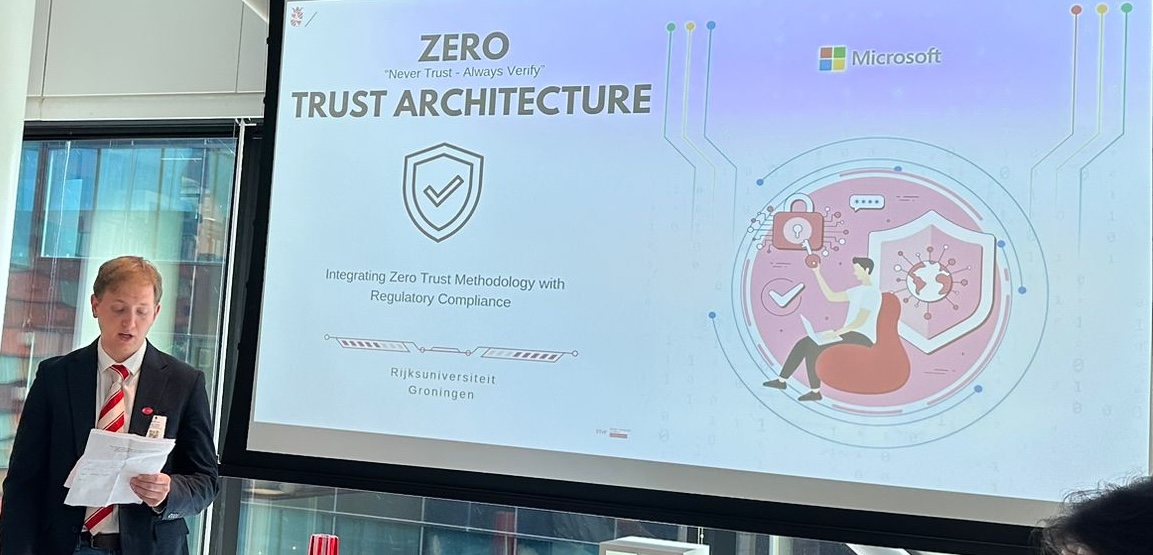 ZERO
"Never Trust - Always Verify"
TRUST ARCHITECTURE
Integrating Zero Trust Methodology with
Regulatory Compliance
Rijksuniversiteit
Groningen
Microsoft